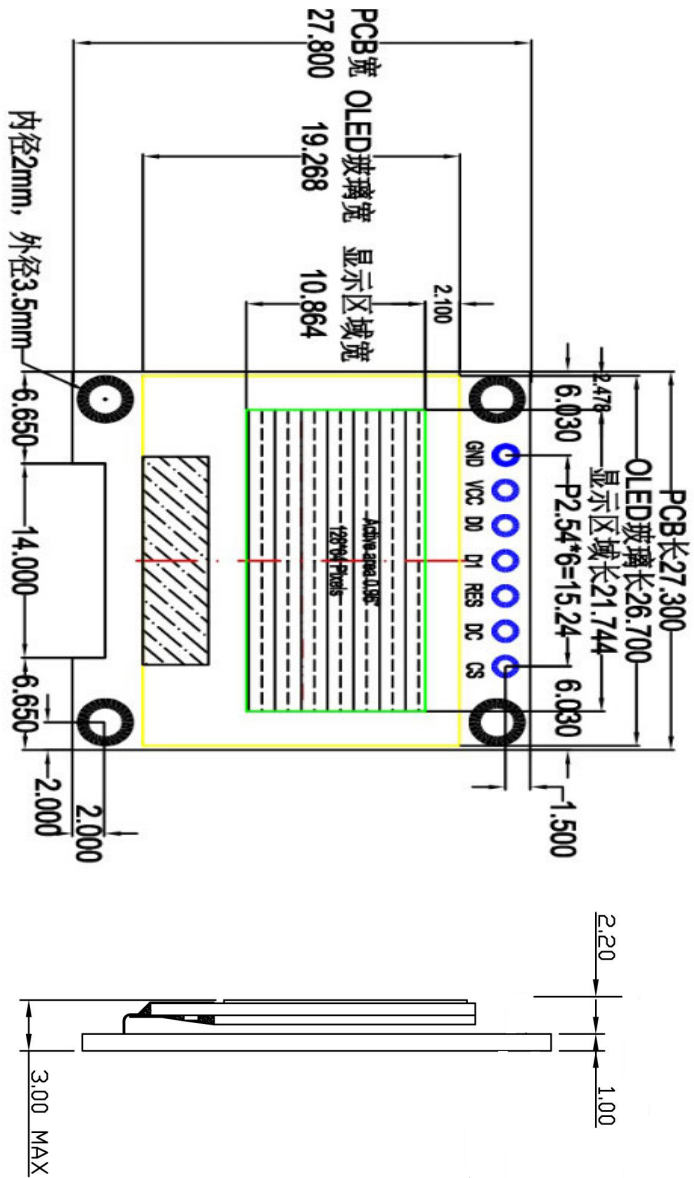 PCB长27.300
OLED玻璃长26.700
显示区域长21.744
P2.54*6=15.24
2.478
6.030
6.030
1.500
PCB宽
27.800
OLED玻璃宽
19.268
显示区域宽
10.864
2.100
GND
VCC
D0
D1
RES
DC
CS
Active area 0.96"
128*64 Pixels
内径2mm，外径3.5mm
6.650
14.000
6.650
2.000
2.000
2.20
1.00
3.00 MAX